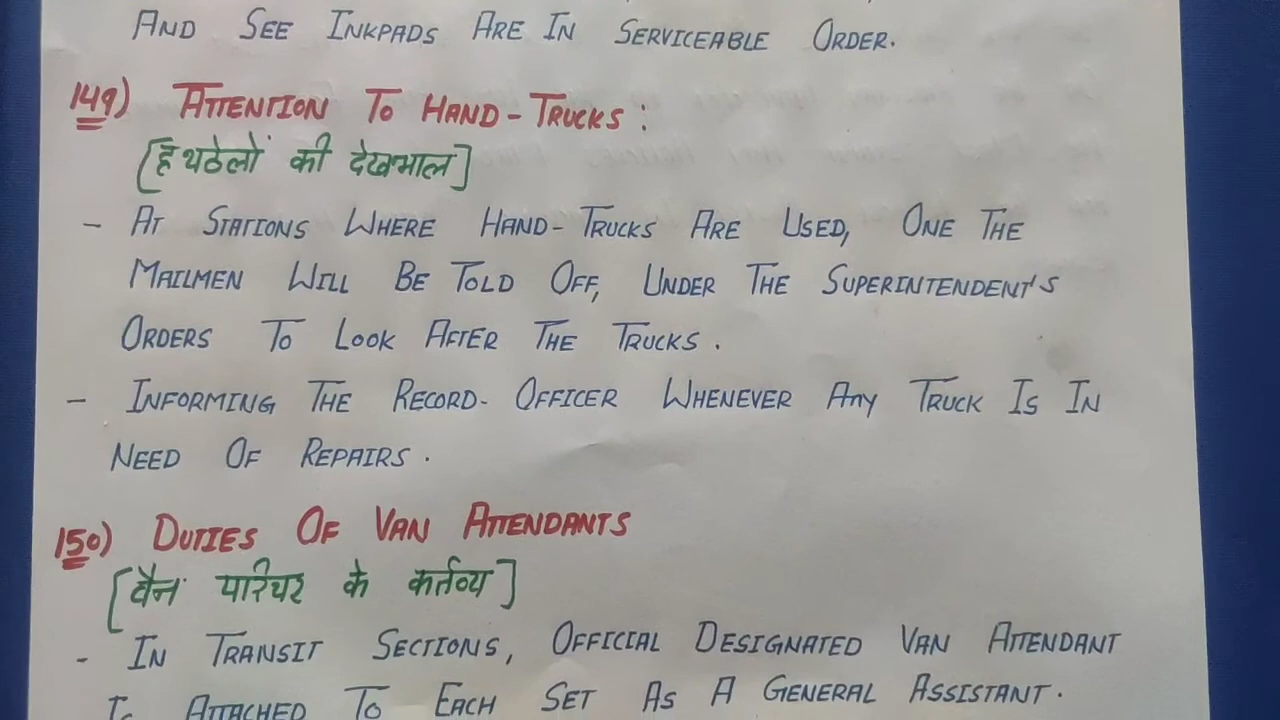 AND SEE INKPADS ARE IN SERVICEABLE ORDER.
149) ATTENTION TO HAND-TRUCKS:
[हॅथठेलों की देखभाल]
- AT STATIONS WHERE HAND-TRUCKS ARE USED, ONE THE
MAILMEN WILL BE TOLD OFF, UNDER THE SUPERINTENDENT'S
ORDERS TO LOOK AFTER THE TRUCKS.
- INFORMING THE RECORD-OFFICER WHENEVER ANY TRUCK IS IN
NEED OF REPAIRS.
150) DUTIES OF VAN ATTENDANTS
[वैन परिचर के कर्तव्य]
- IN TRANSIT SECTIONS, OFFICIAL DESIGNATED VAN ATTENDANT
IS ATTACHED TO EACH SET AS A GENERAL ASSISTANT.